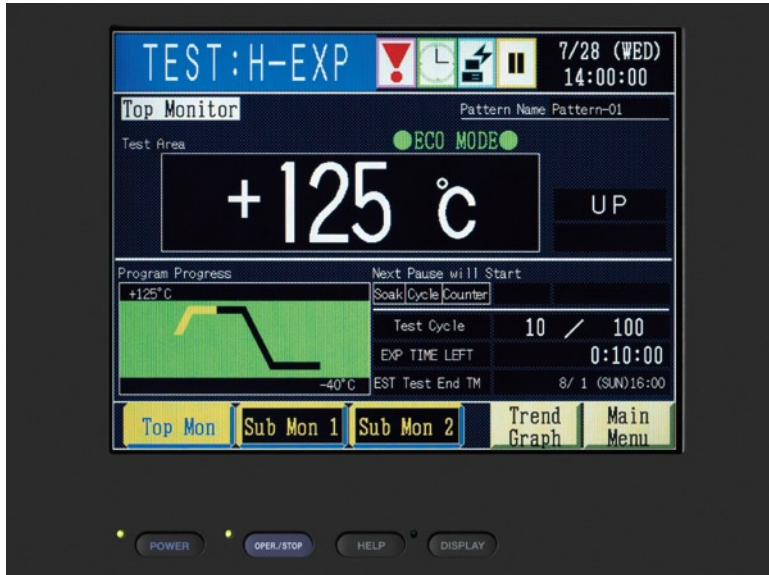 TEST:H-EXP
7/28 (WED)
14:00:00
Top Monitor
Pattern Name Pattern-01
Test Area
ECO MODE
+125 ℃
UP
Program Progress
Next Pause will Start
+125°C
Soak Cycle Counter
Test Cycle 10 / 100
EXP TIME LEFT 0:10:00
-40°C
EST Test End TM 8/ 1 (SUN)16:00
Top Mon
Sub Mon 1
Sub Mon 2
Trend Graph
Main Menu
POWER
OPER./STOP
HELP
DISPLAY